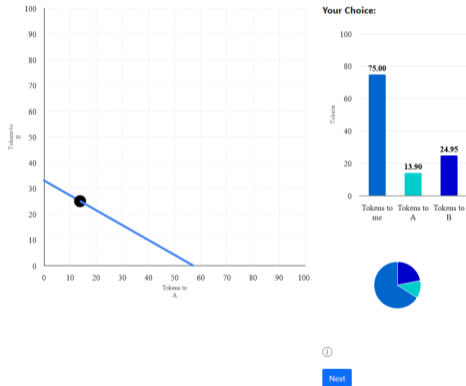 Your Choice:
100
90
80
70
60
50
40
30
20
10
0
Tokens to
B
0 10 20 30 40 50 60 70 80 90 100
Tokens to
A
100
80
60
40
20
0
Tokens
75.00
13.90
24.95
Tokens to me
Tokens to A
Tokens to B
i
Next